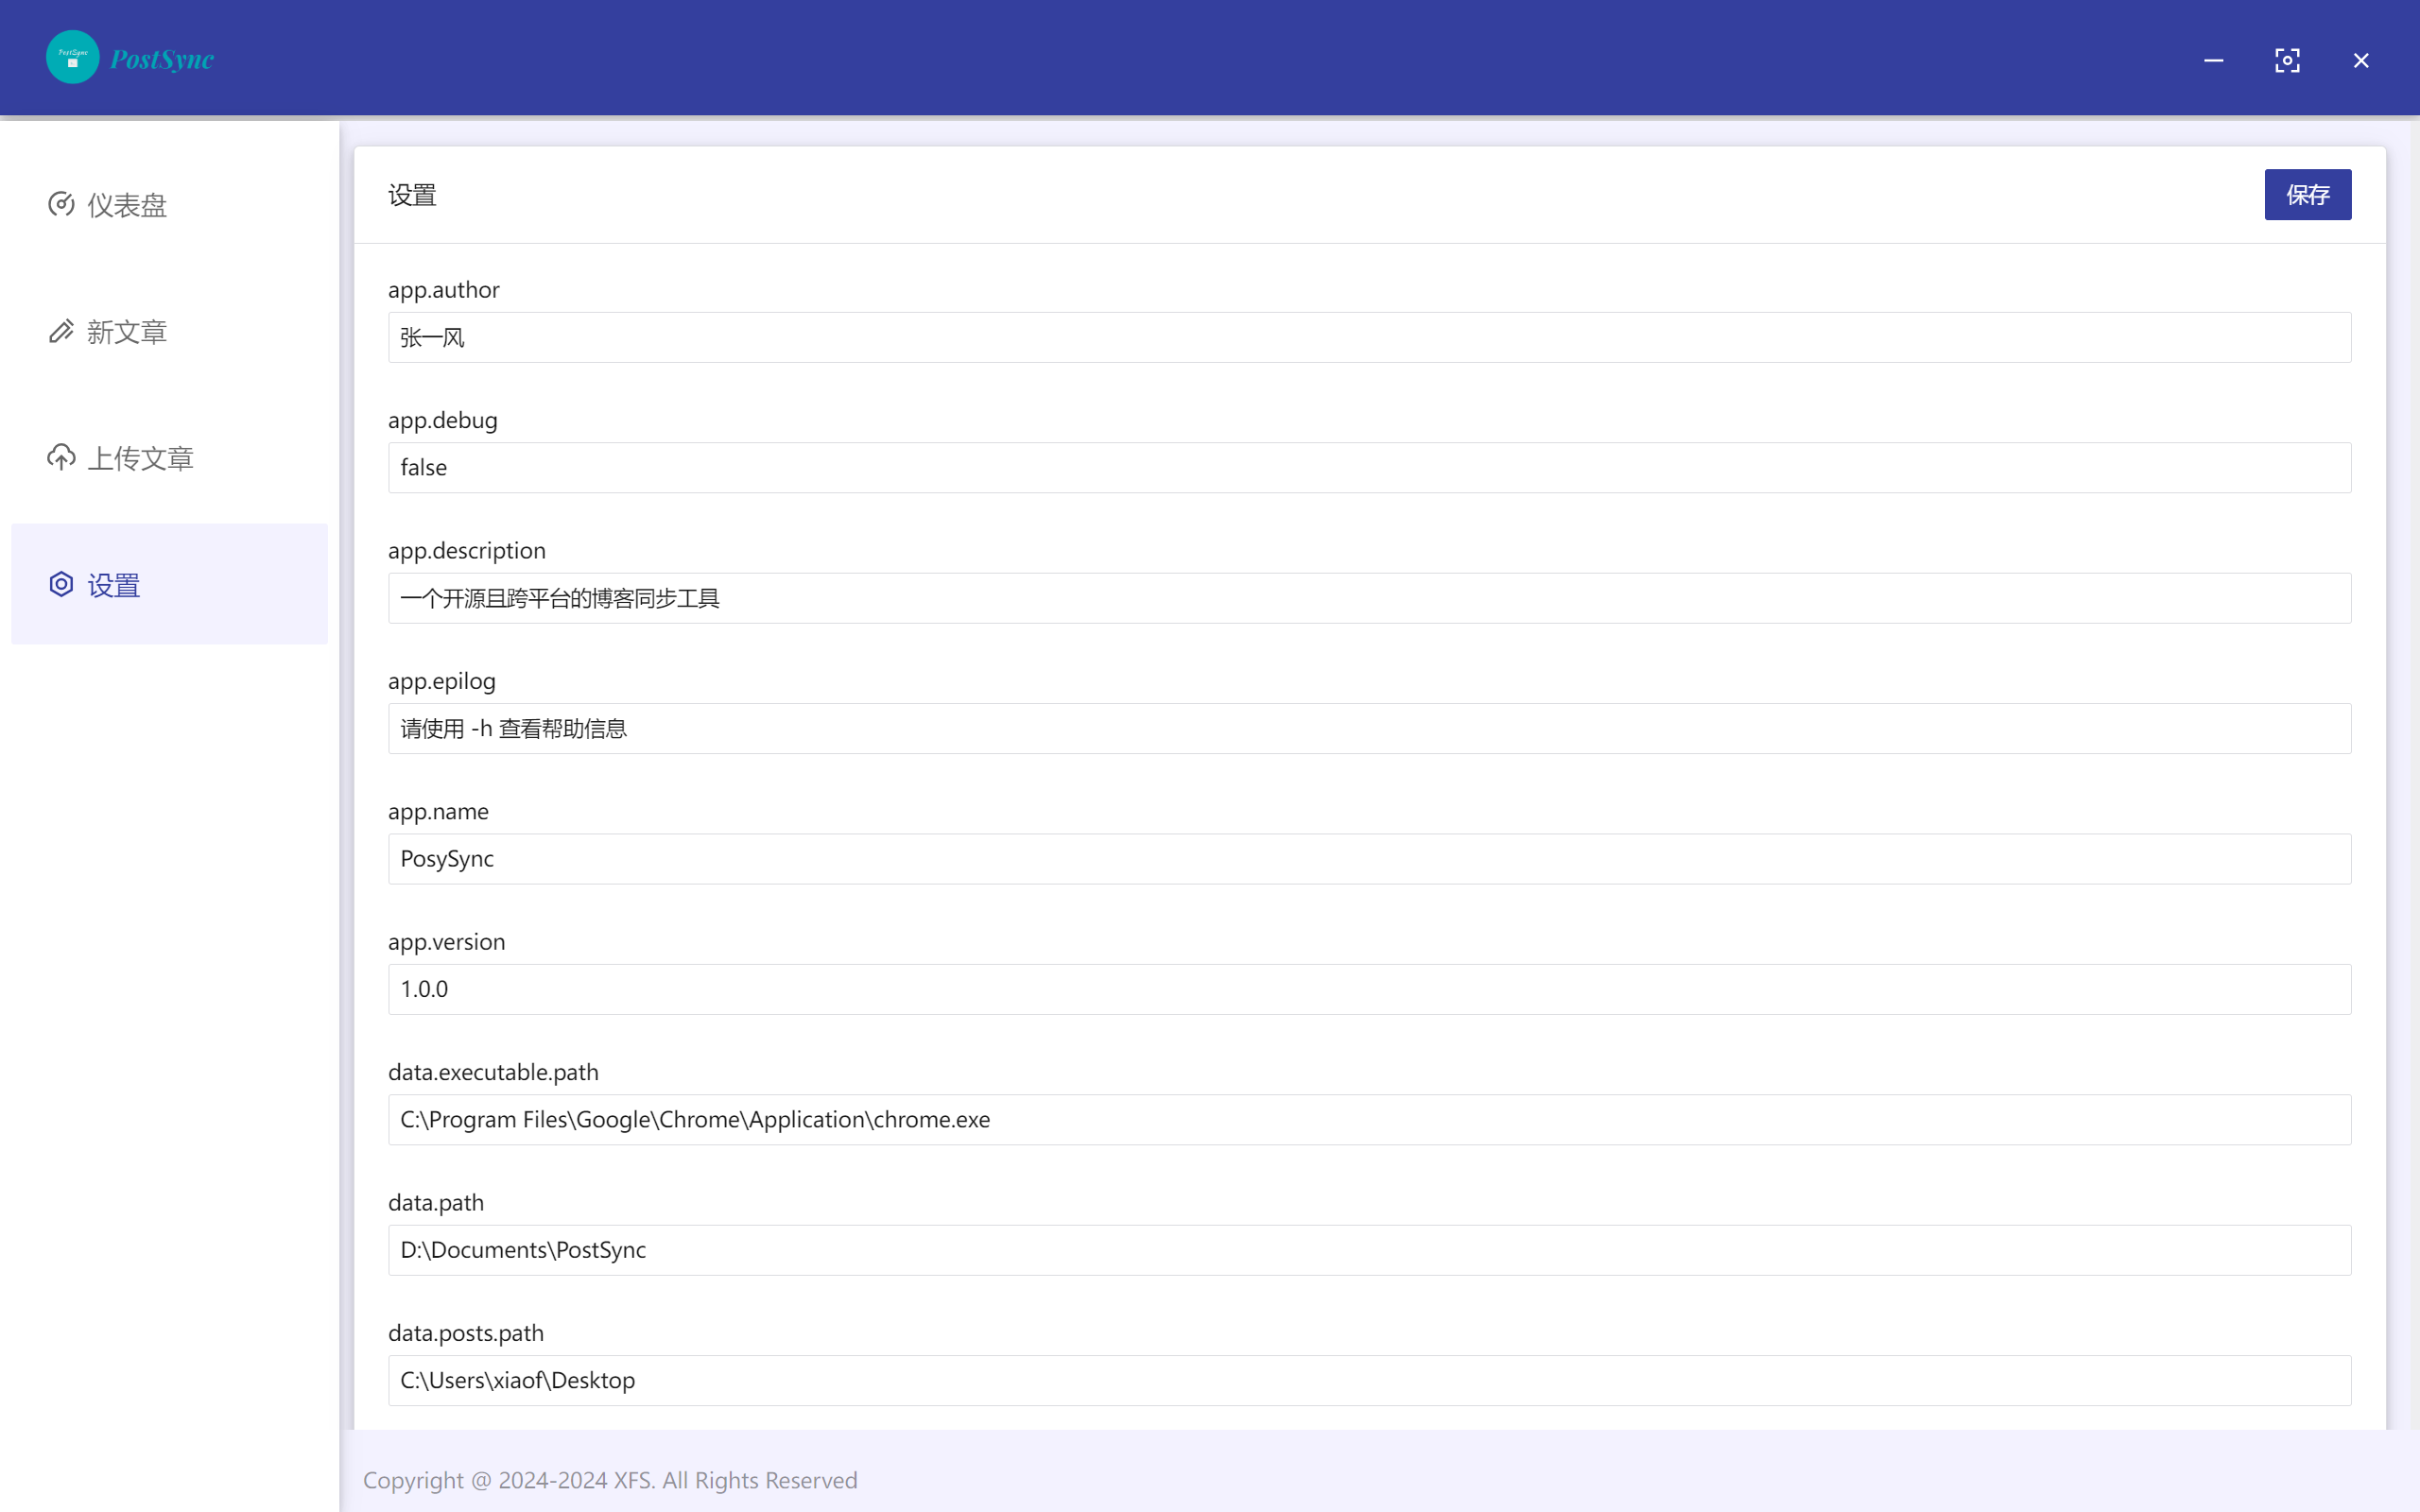 PostSync
PostSync
仪表盘
新文章
上传文章
设置
设置
保存
app.author
张一风
app.debug
false
app.description
一个开源且跨平台的博客同步工具
app.epilog
请使用 -h 查看帮助信息
app.name
PosySync
app.version
1.0.0
data.executable.path
C:\Program Files\Google\Chrome\Application\chrome.exe
data.path
D:\Documents\PostSync
data.posts.path
C:\Users\xiaof\Desktop
Copyright @ 2024-2024 XFS. All Rights Reserved